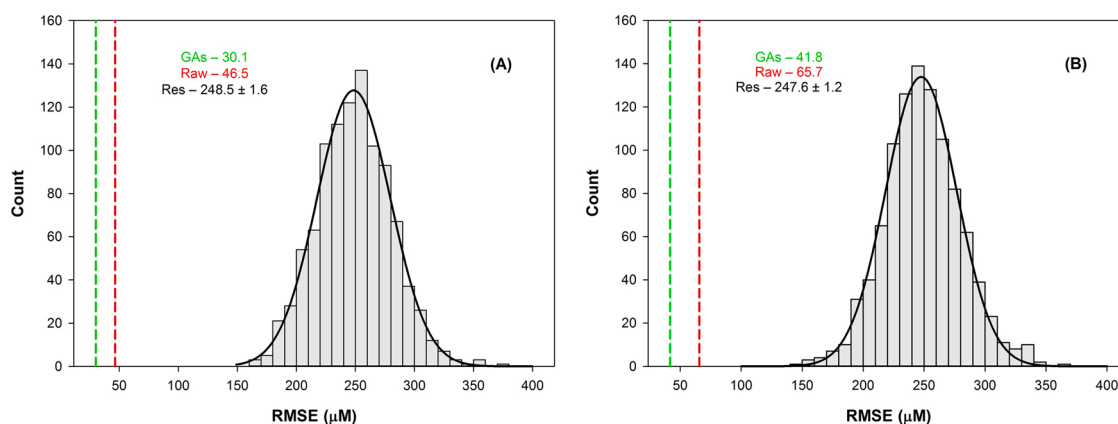 160
140
120
100
80
60
40
20
0
Count
GAs – 30.1
Raw – 46.5
Res – 248.5 ± 1.6
(A)
50 100 150 200 250 300 350 400
RMSE (μM)
160
140
120
100
80
60
40
20
0
Count
GAs – 41.8
Raw – 65.7
Res – 247.6 ± 1.2
(B)
50 100 150 200 250 300 350 400
RMSE (μM)